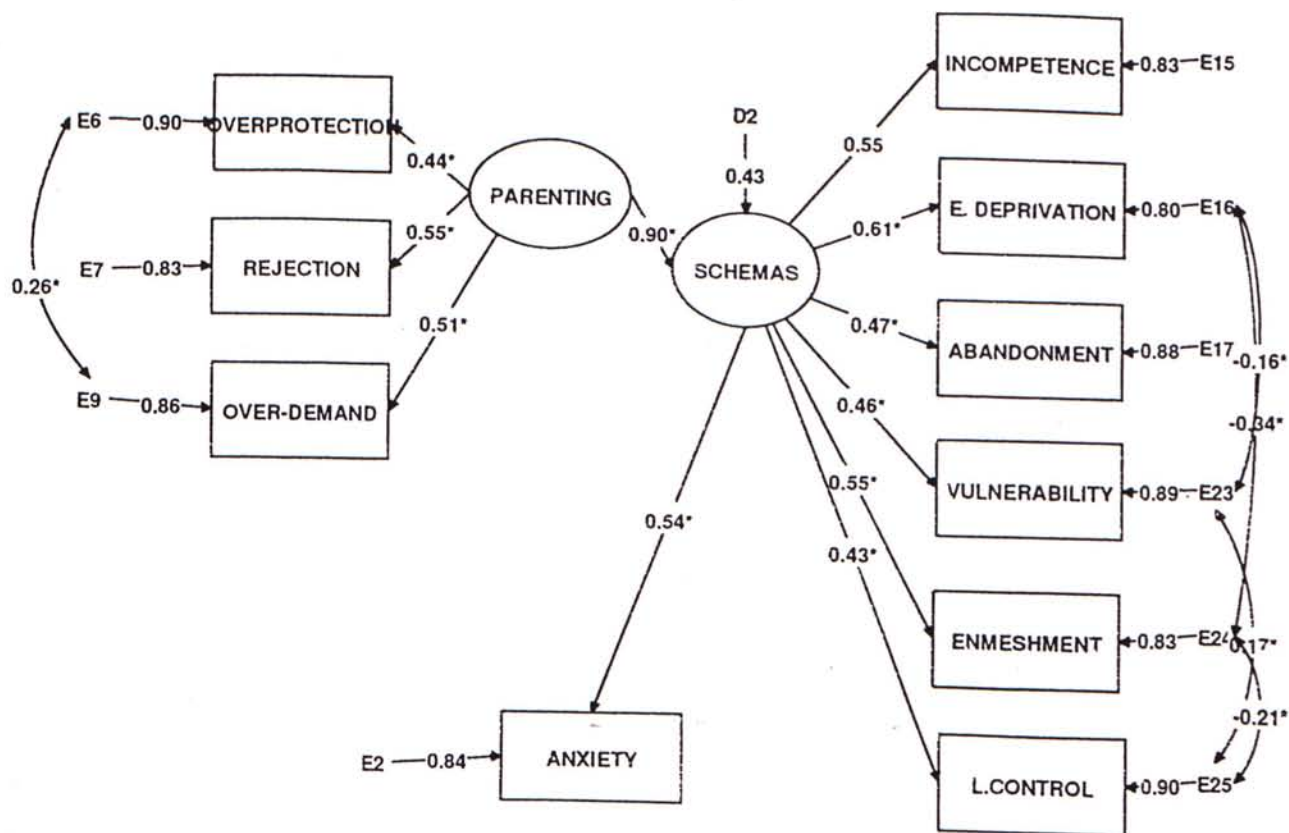 INCOMPETENCE
0.83
E15
E6
0.90
OVERPROTECTION
D2
0.55
0.44*
0.43
PARENTING
E. DEPRIVATION
0.80
E16
0.61*
0.55*
0.90*
E7
0.83
REJECTION
SCHEMAS
0.26*
0.47*
ABANDONMENT
0.88
E17
-0.16*
0.51*
E9
0.86
OVER-DEMAND
0.46*
-0.34*
0.55*
VULNERABILITY
0.89
E23
0.54*
0.43*
ENMESHMENT
0.83
E24
0.17*
-0.21*
E2
0.84
ANXIETY
L.CONTROL
0.90
E25